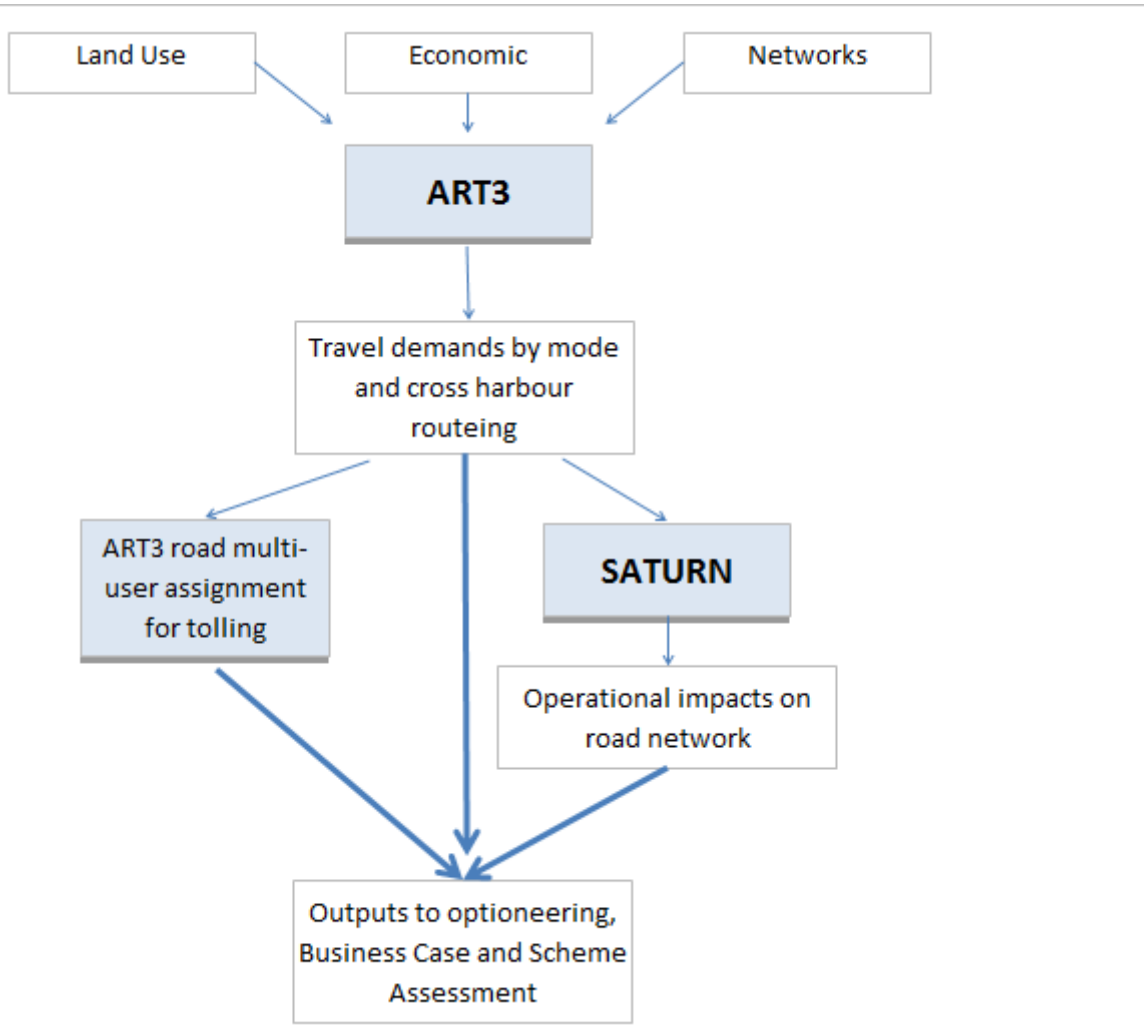 Land Use
Economic
Networks
ART3
Travel demands by mode
and cross harbour
routeing
ART3 road multi-
user assignment
for tolling
SATURN
Operational impacts on
road network
Outputs to optioneering,
Business Case and Scheme
Assessment